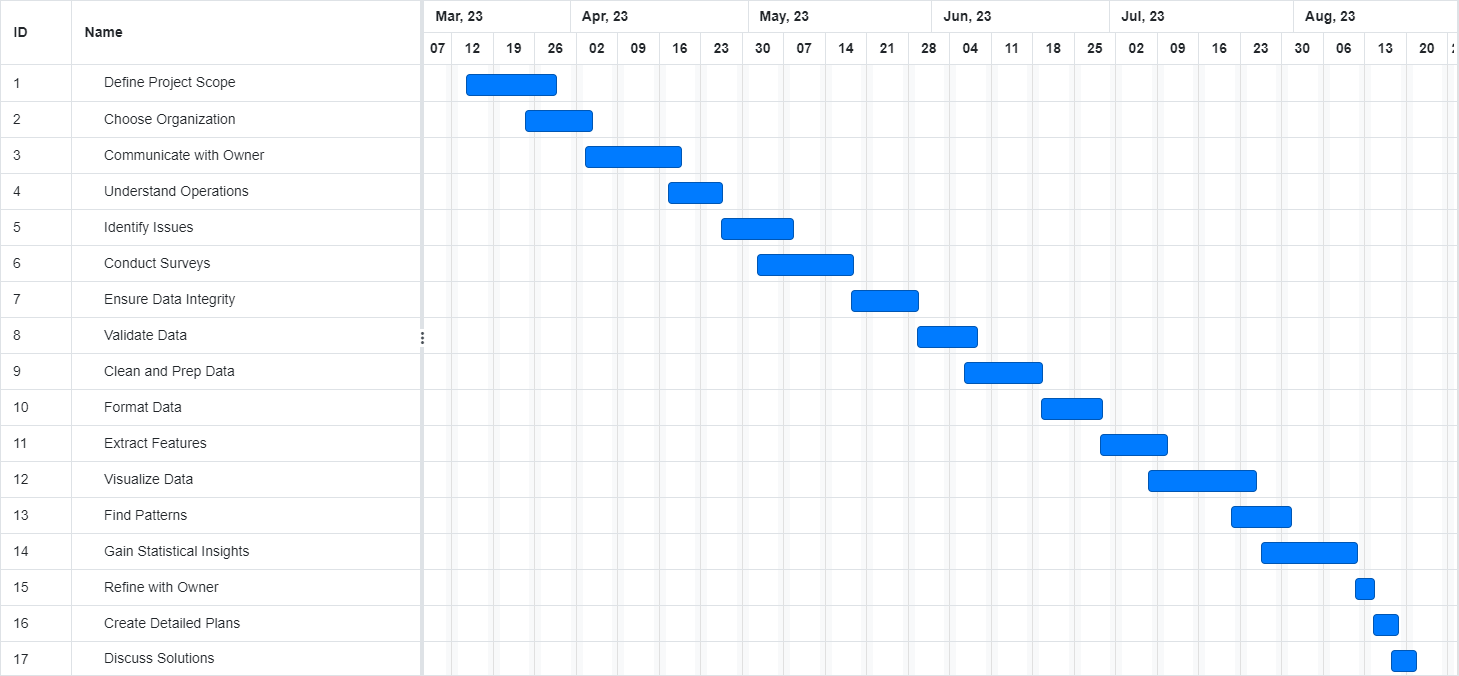 ID Name Mar, 23 Apr, 23 May, 23 Jun, 23 Jul, 23 Aug, 23
07 12 19 26 02 09 16 23 30 07 14 21 28 04 11 18 25 02 09 16 23 30 06 13 20
1 Define Project Scope
2 Choose Organization
3 Communicate with Owner
4 Understand Operations
5 Identify Issues
6 Conduct Surveys
7 Ensure Data Integrity
8 Validate Data
9 Clean and Prep Data
10 Format Data
11 Extract Features
12 Visualize Data
13 Find Patterns
14 Gain Statistical Insights
15 Refine with Owner
16 Create Detailed Plans
17 Discuss Solutions